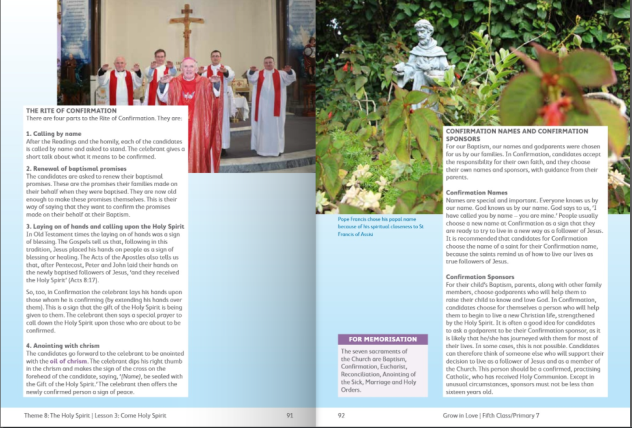 THE RITE OF CONFIRMATION
There are four parts to the Rite of Confirmation. They are:
1. Calling by name
After the Readings and the homily, each of the candidates
is called by name and asked to stand. The celebrant gives a
short talk about what it means to be confirmed.
2. Renewal of baptismal promises
The candidates are asked to renew their baptismal
promises. These are the promises their families made on
their behalf when they were baptised. They are now old
enough to make these promises themselves. This is their
way of saying that they want to confirm the promises
made on their behalf at their Baptism.
3. Laying on of hands and calling upon the Holy Spirit
In Old Testament times the laying on of hands was a sign
of blessing. The Gospels tell us that, following in this
tradition, Jesus placed his hands on people as a sign of
blessing or healing. The Acts of the Apostles also tells us
that, after Pentecost, Peter and John laid their hands on
the newly baptised followers of Jesus, 'and they received
the Holy Spirit' (Acts 8:17).
So, too, in Confirmation the celebrant lays his hands upon
those whom he is confirming (by extending his hands over
them). This is a sign that the gift of the Holy Spirit is being
given to them. The celebrant then says a special prayer to
call down the Holy Spirit upon those who are about to be
confirmed.
4. Anointing with chrism
The candidates go forward to the celebrant to be anointed
with the oil of chrism. The celebrant dips his right thumb
in the chrism and makes the sign of the cross on the
forehead of the candidate, saying, '(Name), be sealed with
the Gift of the Holy Spirit.' The celebrant then offers the
newly confirmed person a sign of peace.
Theme 8: The Holy Spirit | Lesson 3: Come Holy Spirit
91
Pope Francis chose his papal name
because of his spiritual closeness to St
Francis of Assisi
FOR MEMORISATION
The seven sacraments of
the Church are Baptism,
Confirmation, Eucharist,
Reconciliation, Anointing of
the Sick, Marriage and Holy
Orders.
CONFIRMATION NAMES AND CONFIRMATION
SPONSORS
For our Baptism, our names and godparents were chosen
for us by our families. In Confirmation, candidates accept
the responsibility for their own faith, and they choose
their own names and sponsors, with guidance from their
parents.
Confirmation Names
Names are special and important. Everyone knows us by
our name. God knows us by our name. God says to us, 'I
have called you by name – you are mine.' People usually
choose a new name at Confirmation as a sign that they
are ready to try to live in a new way as a follower of Jesus.
It is recommended that candidates for Confirmation
choose the name of a saint for their Confirmation name,
because the saints remind us of how to live our lives as
true followers of Jesus.
Confirmation Sponsors
For their child's Baptism, parents, along with other family
members, choose godparents who will help them to
raise their child to know and love God. In Confirmation,
candidates choose for themselves a person who will help
them to begin to live a new Christian life, strengthened
by the Holy Spirit. It is often a good idea for candidates
to ask a godparent to be their Confirmation sponsor, as it
is likely that he/she has journeyed with them for most of
their lives. In some cases, this is not possible. Candidates
can therefore think of someone else who will support their
decision to live as a follower of Jesus and as a member of
the Church. This person should be a confirmed, practising
Catholic, who has received Holy Communion. Except in
unusual circumstances, sponsors must not be less than
sixteen years old.
92
Grow in Love | Fifth Class/Primary 7